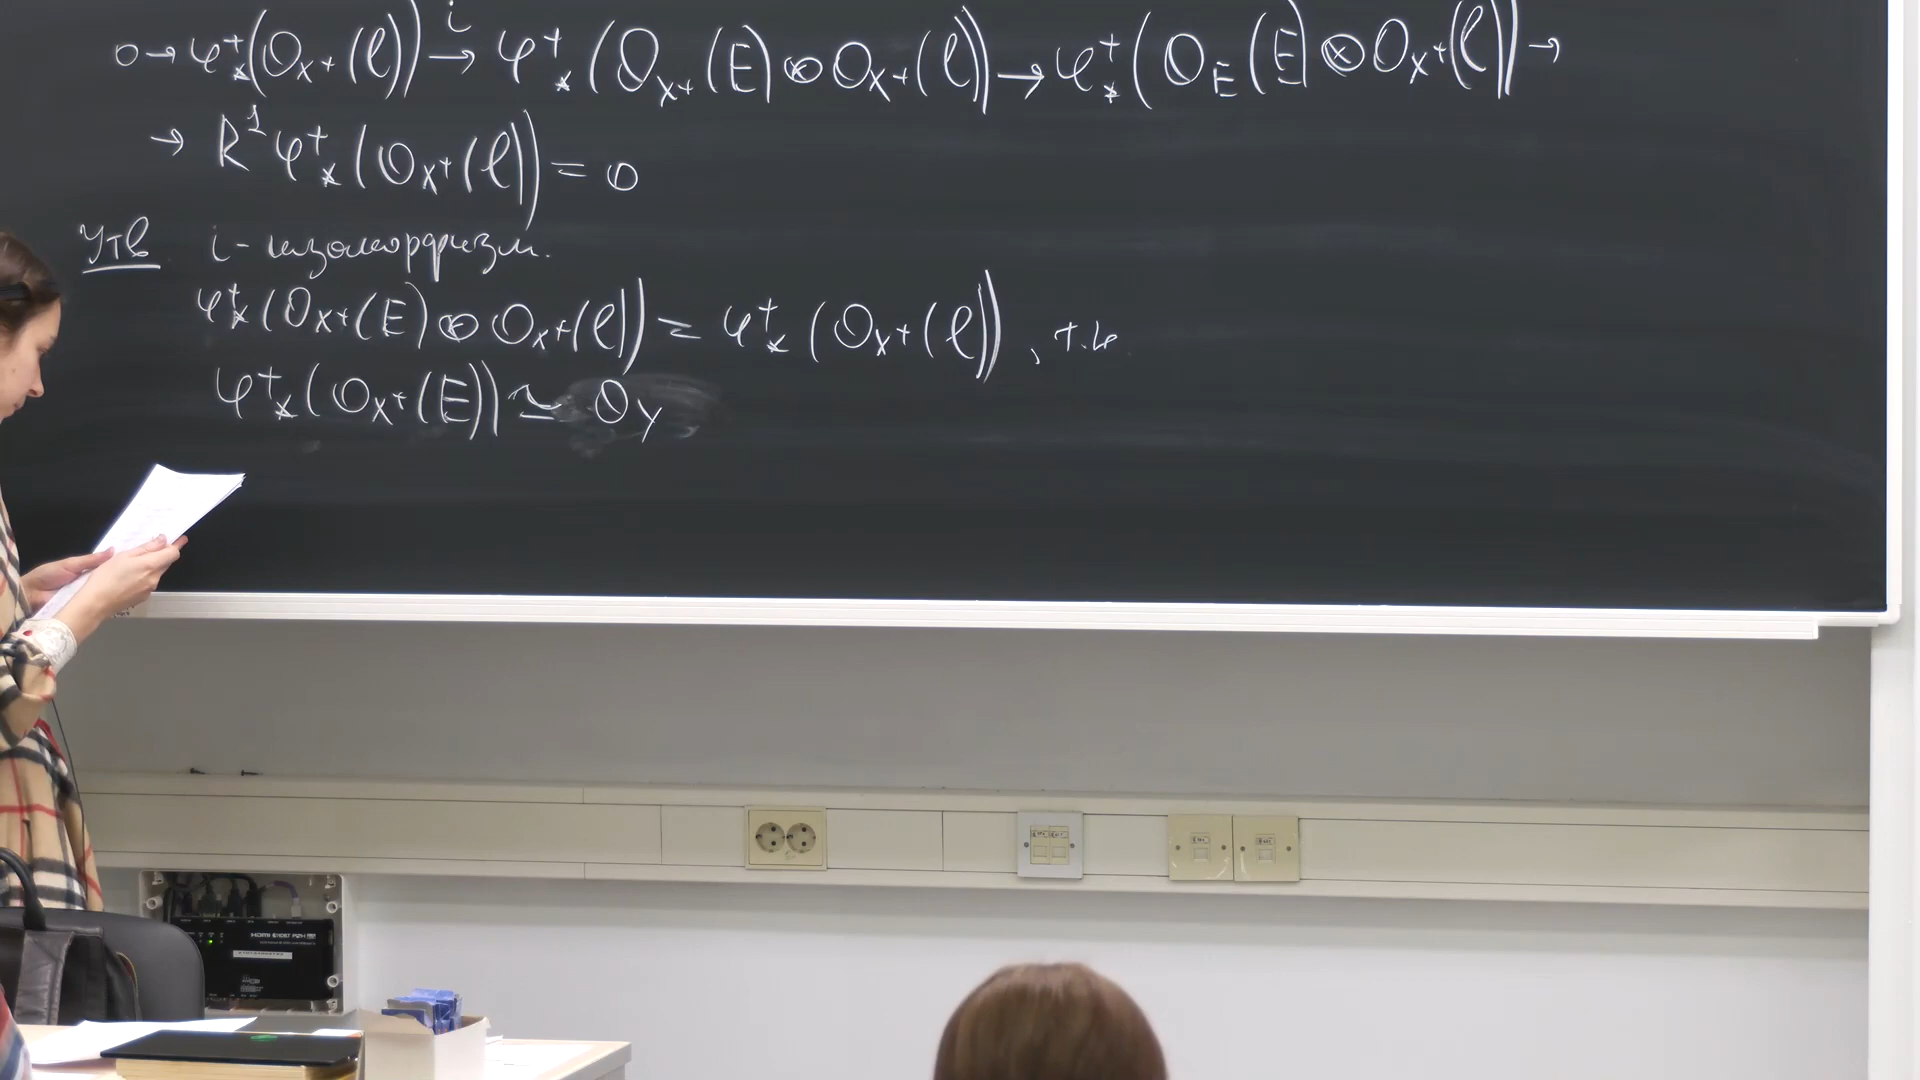 0 → φ⁺_*(O_{X⁺}(ℓ)) →^i φ⁺_*(O_{X⁺}(E) ⊗ O_{X⁺}(ℓ)) → φ⁺_*(O_E(E) ⊗ O_{X⁺}(ℓ)) →
→ R¹φ⁺_*(O_{X⁺}(ℓ)) = 0
Утв i - изоморфизм.
φ⁺_*(O_{X⁺}(E) ⊗ O_{X⁺}(ℓ)) = φ⁺_*(O_{X⁺}(ℓ)), т.к.
φ⁺_*(O_{X⁺}(E)) ≃ O_Y